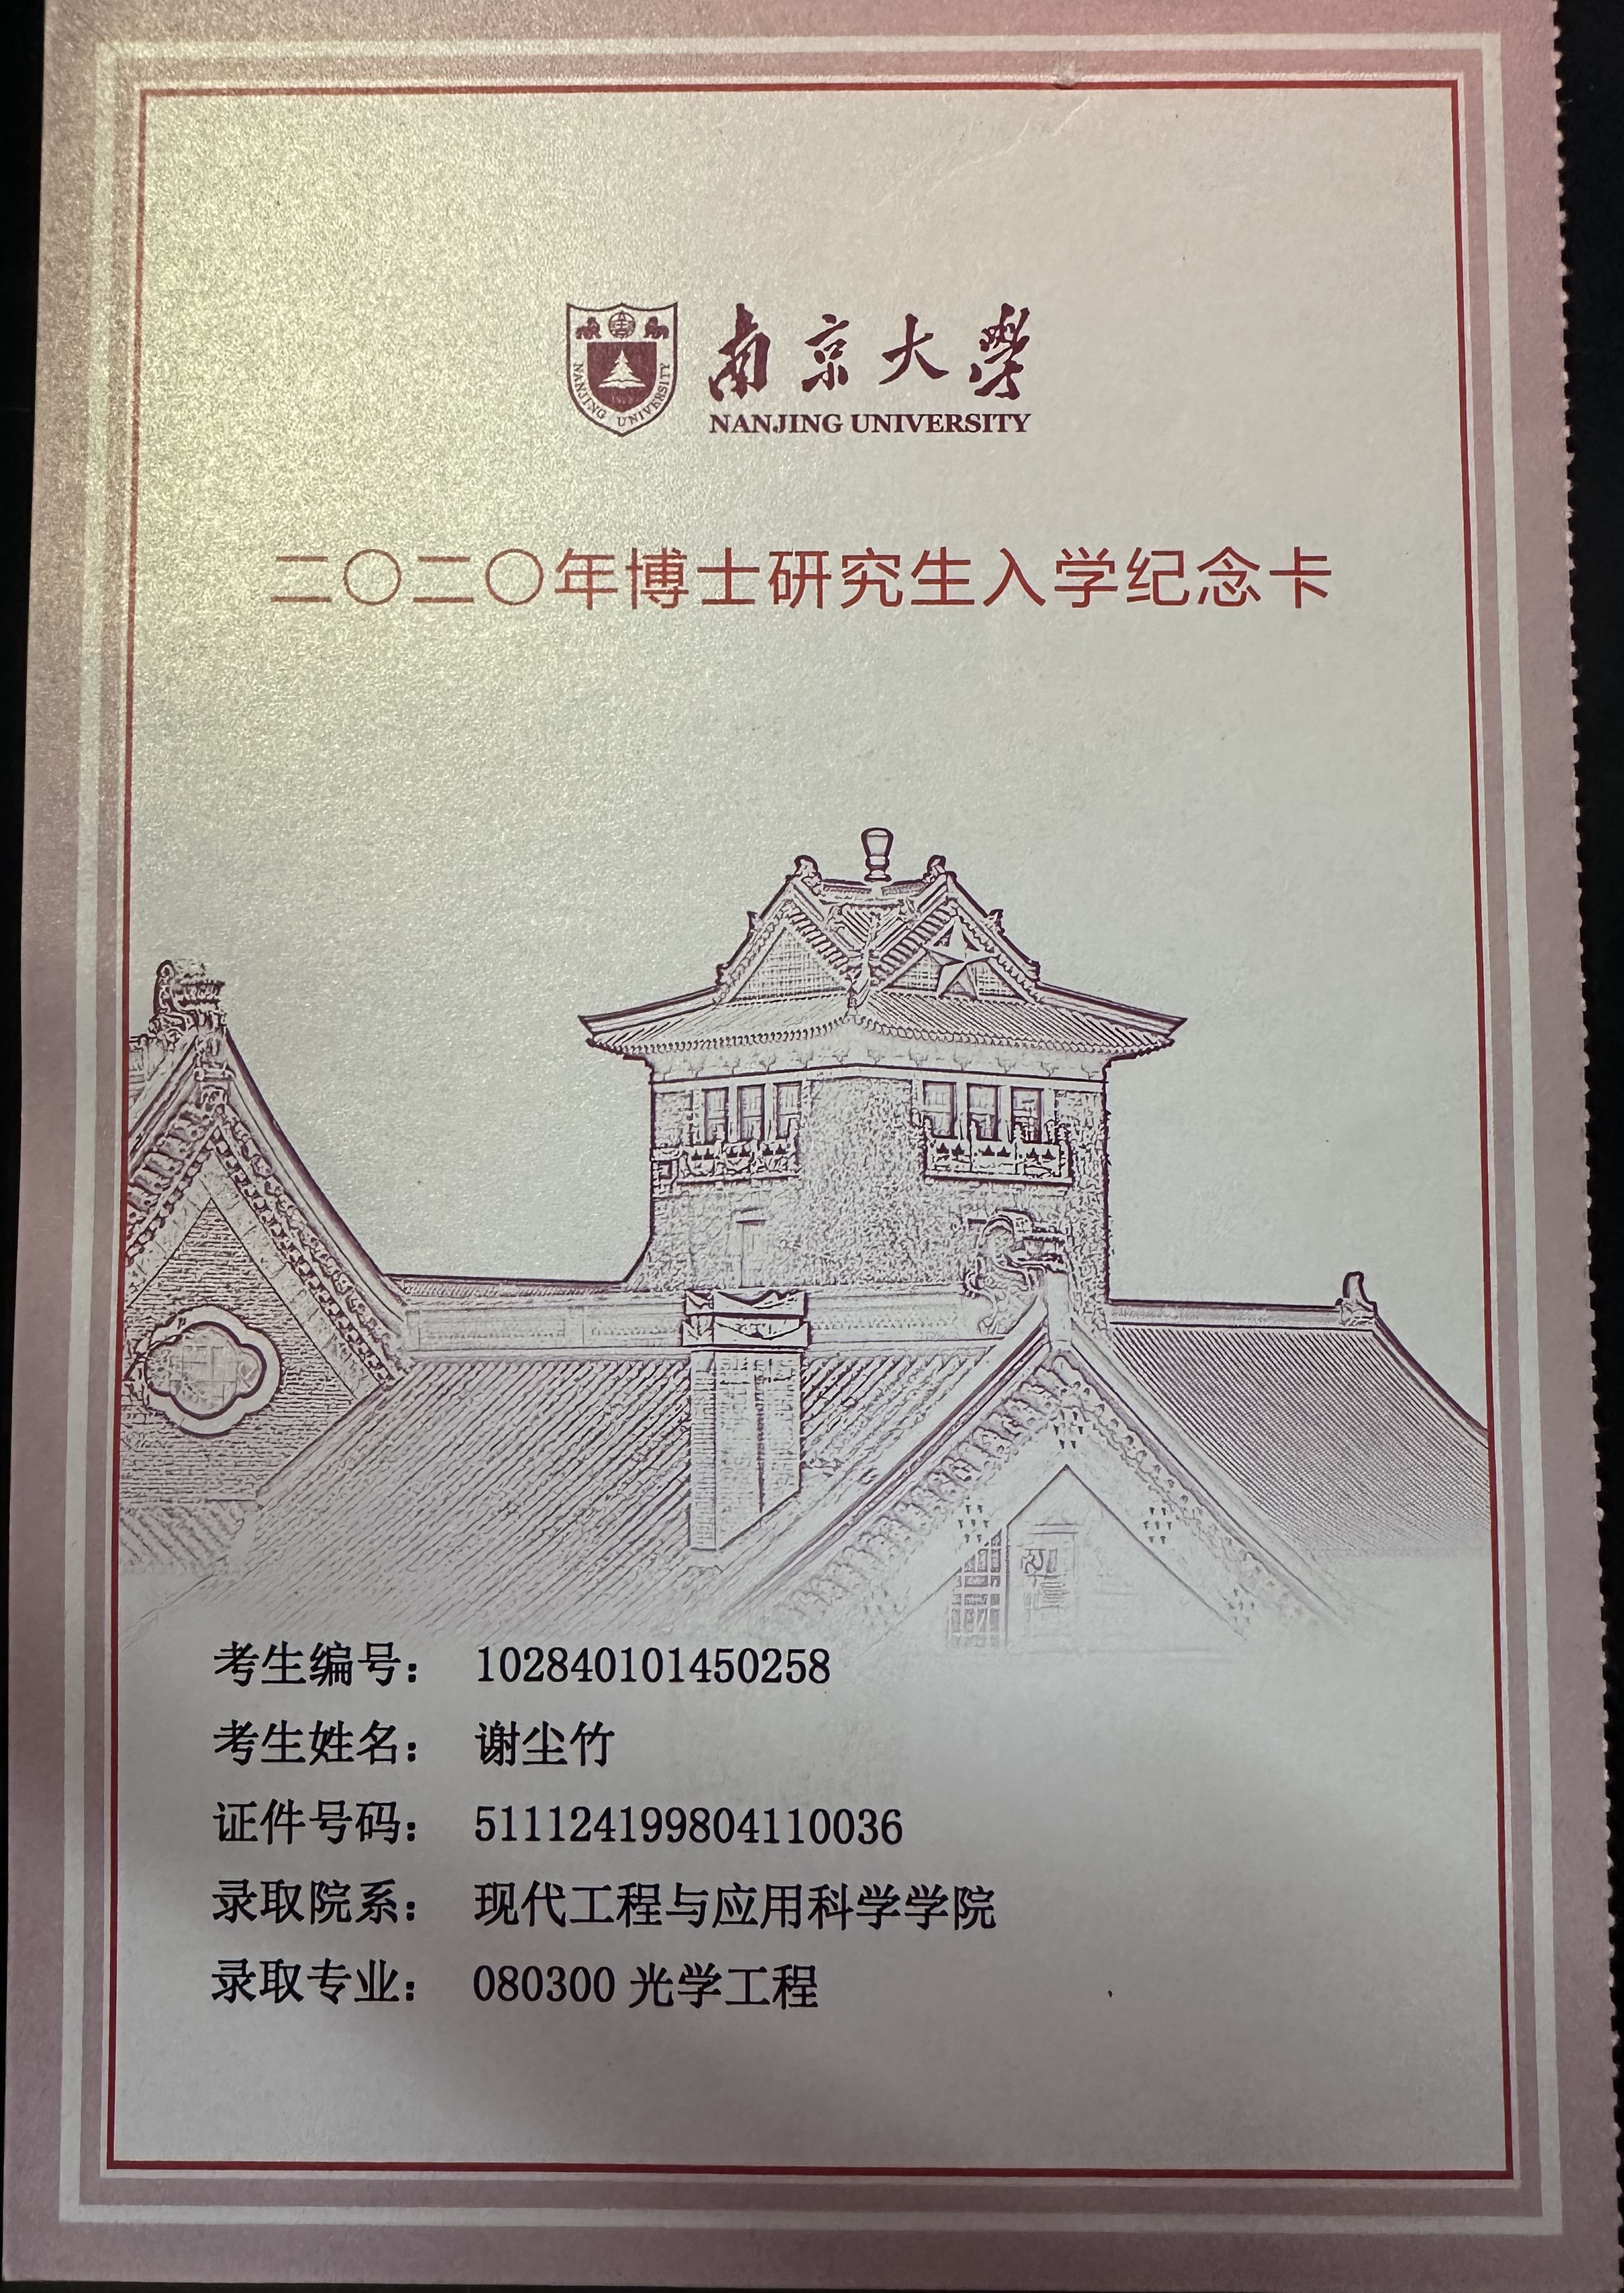 南京大學
NANJING UNIVERSITY
NANJING UNIVERSITY
二〇二〇年博士研究生入学纪念卡
考生编号： 102840101450258
考生姓名： 谢尘竹
证件号码： 511124199804110036
录取院系： 现代工程与应用科学学院
录取专业： 080300 光学工程